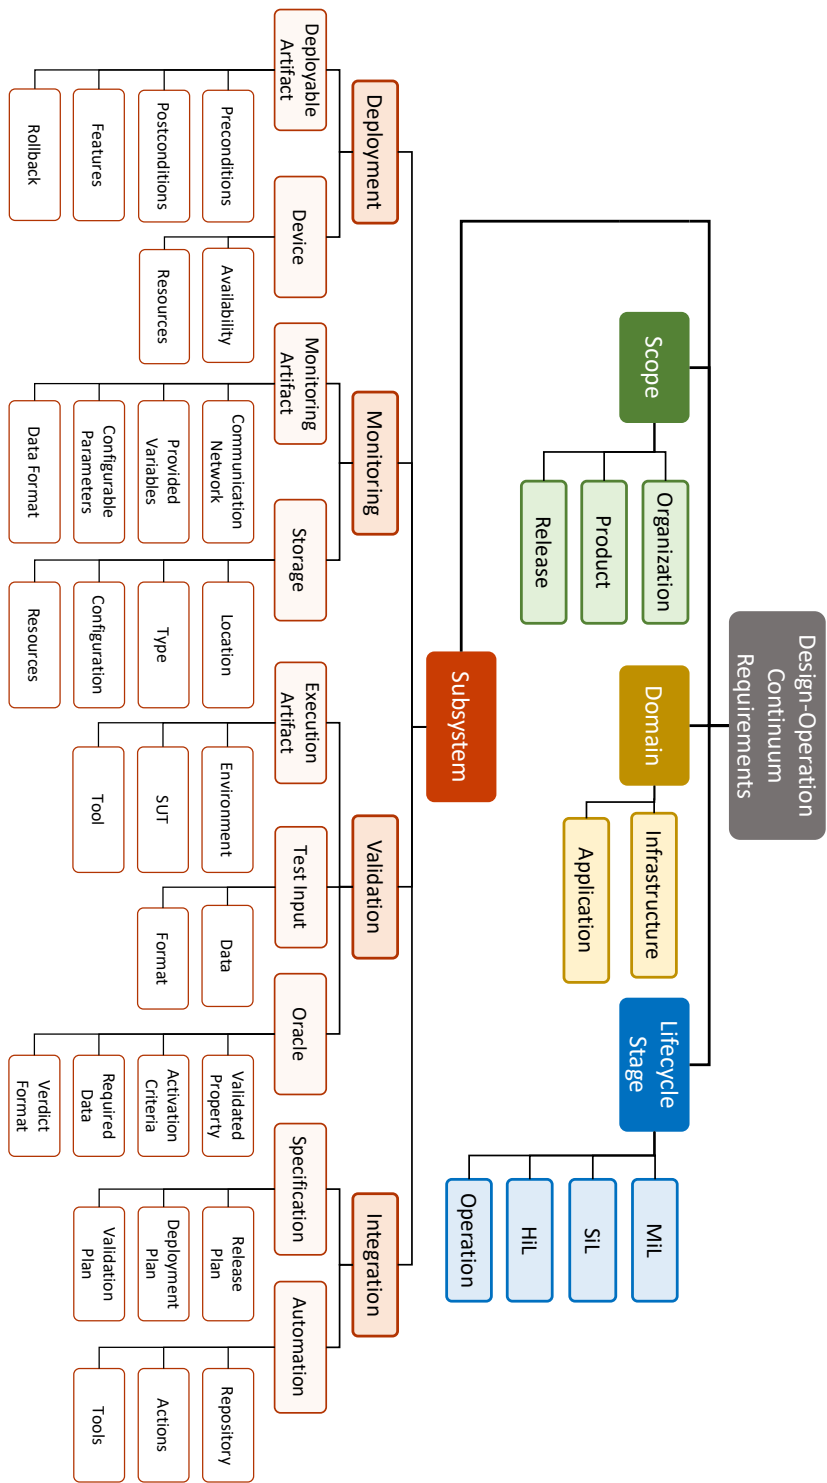 Design-Operation
Continuum
Requirements
Scope
Organization
Product
Release
Domain
Infrastructure
Application
Lifecycle
Stage
MiL
SiL
HiL
Operation
Subsystem
Deployment
Deployable
Artifact
Preconditions
Postconditions
Features
Rollback
Device
Availability
Resources
Monitoring
Monitoring
Artifact
Communication
Network
Provided
Variables
Configurable
Parameters
Data Format
Storage
Location
Type
Configuration
Resources
Validation
Execution
Artifact
Environment
SUT
Tool
Test Input
Data
Format
Oracle
Validated
Property
Activation
Criteria
Required
Data
Verdict
Format
Integration
Specification
Release Plan
Deployment
Plan
Validation
Plan
Automation
Repository
Actions
Tools